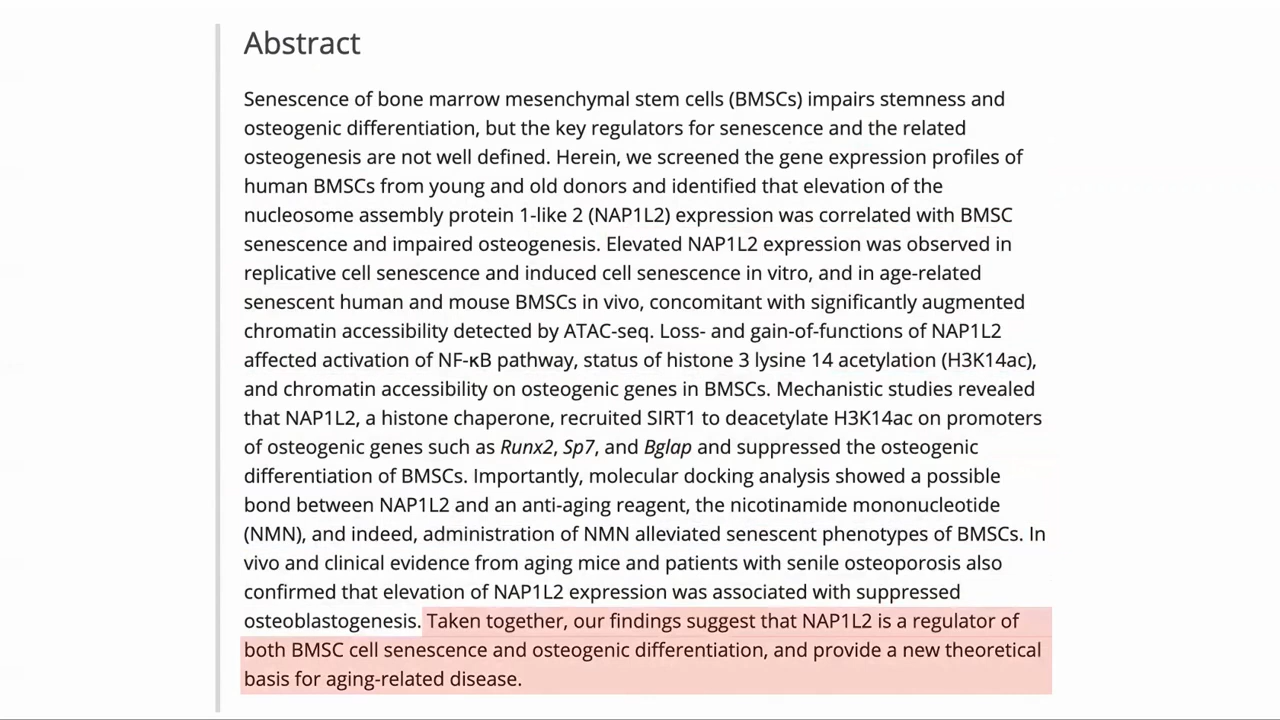 Abstract
Senescence of bone marrow mesenchymal stem cells (BMSCs) impairs stemness and
osteogenic differentiation, but the key regulators for senescence and the related
osteogenesis are not well defined. Herein, we screened the gene expression profiles of
human BMSCs from young and old donors and identified that elevation of the
nucleosome assembly protein 1-like 2 (NAP1L2) expression was correlated with BMSC
senescence and impaired osteogenesis. Elevated NAP1L2 expression was observed in
replicative cell senescence and induced cell senescence in vitro, and in age-related
senescent human and mouse BMSCs in vivo, concomitant with significantly augmented
chromatin accessibility detected by ATAC-seq. Loss- and gain-of-functions of NAP1L2
affected activation of NF-κB pathway, status of histone 3 lysine 14 acetylation (H3K14ac),
and chromatin accessibility on osteogenic genes in BMSCs. Mechanistic studies revealed
that NAP1L2, a histone chaperone, recruited SIRT1 to deacetylate H3K14ac on promoters
of osteogenic genes such as Runx2, Sp7, and Bglap and suppressed the osteogenic
differentiation of BMSCs. Importantly, molecular docking analysis showed a possible
bond between NAP1L2 and an anti-aging reagent, the nicotinamide mononucleotide
(NMN), and indeed, administration of NMN alleviated senescent phenotypes of BMSCs. In
vivo and clinical evidence from aging mice and patients with senile osteoporosis also
confirmed that elevation of NAP1L2 expression was associated with suppressed
osteoblastogenesis. Taken together, our findings suggest that NAP1L2 is a regulator of
both BMSC cell senescence and osteogenic differentiation, and provide a new theoretical
basis for aging-related disease.